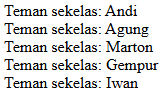 Teman sekelas: Andi
Teman sekelas: Agung
Teman sekelas: Marton
Teman sekelas: Gempur
Teman sekelas: Iwan